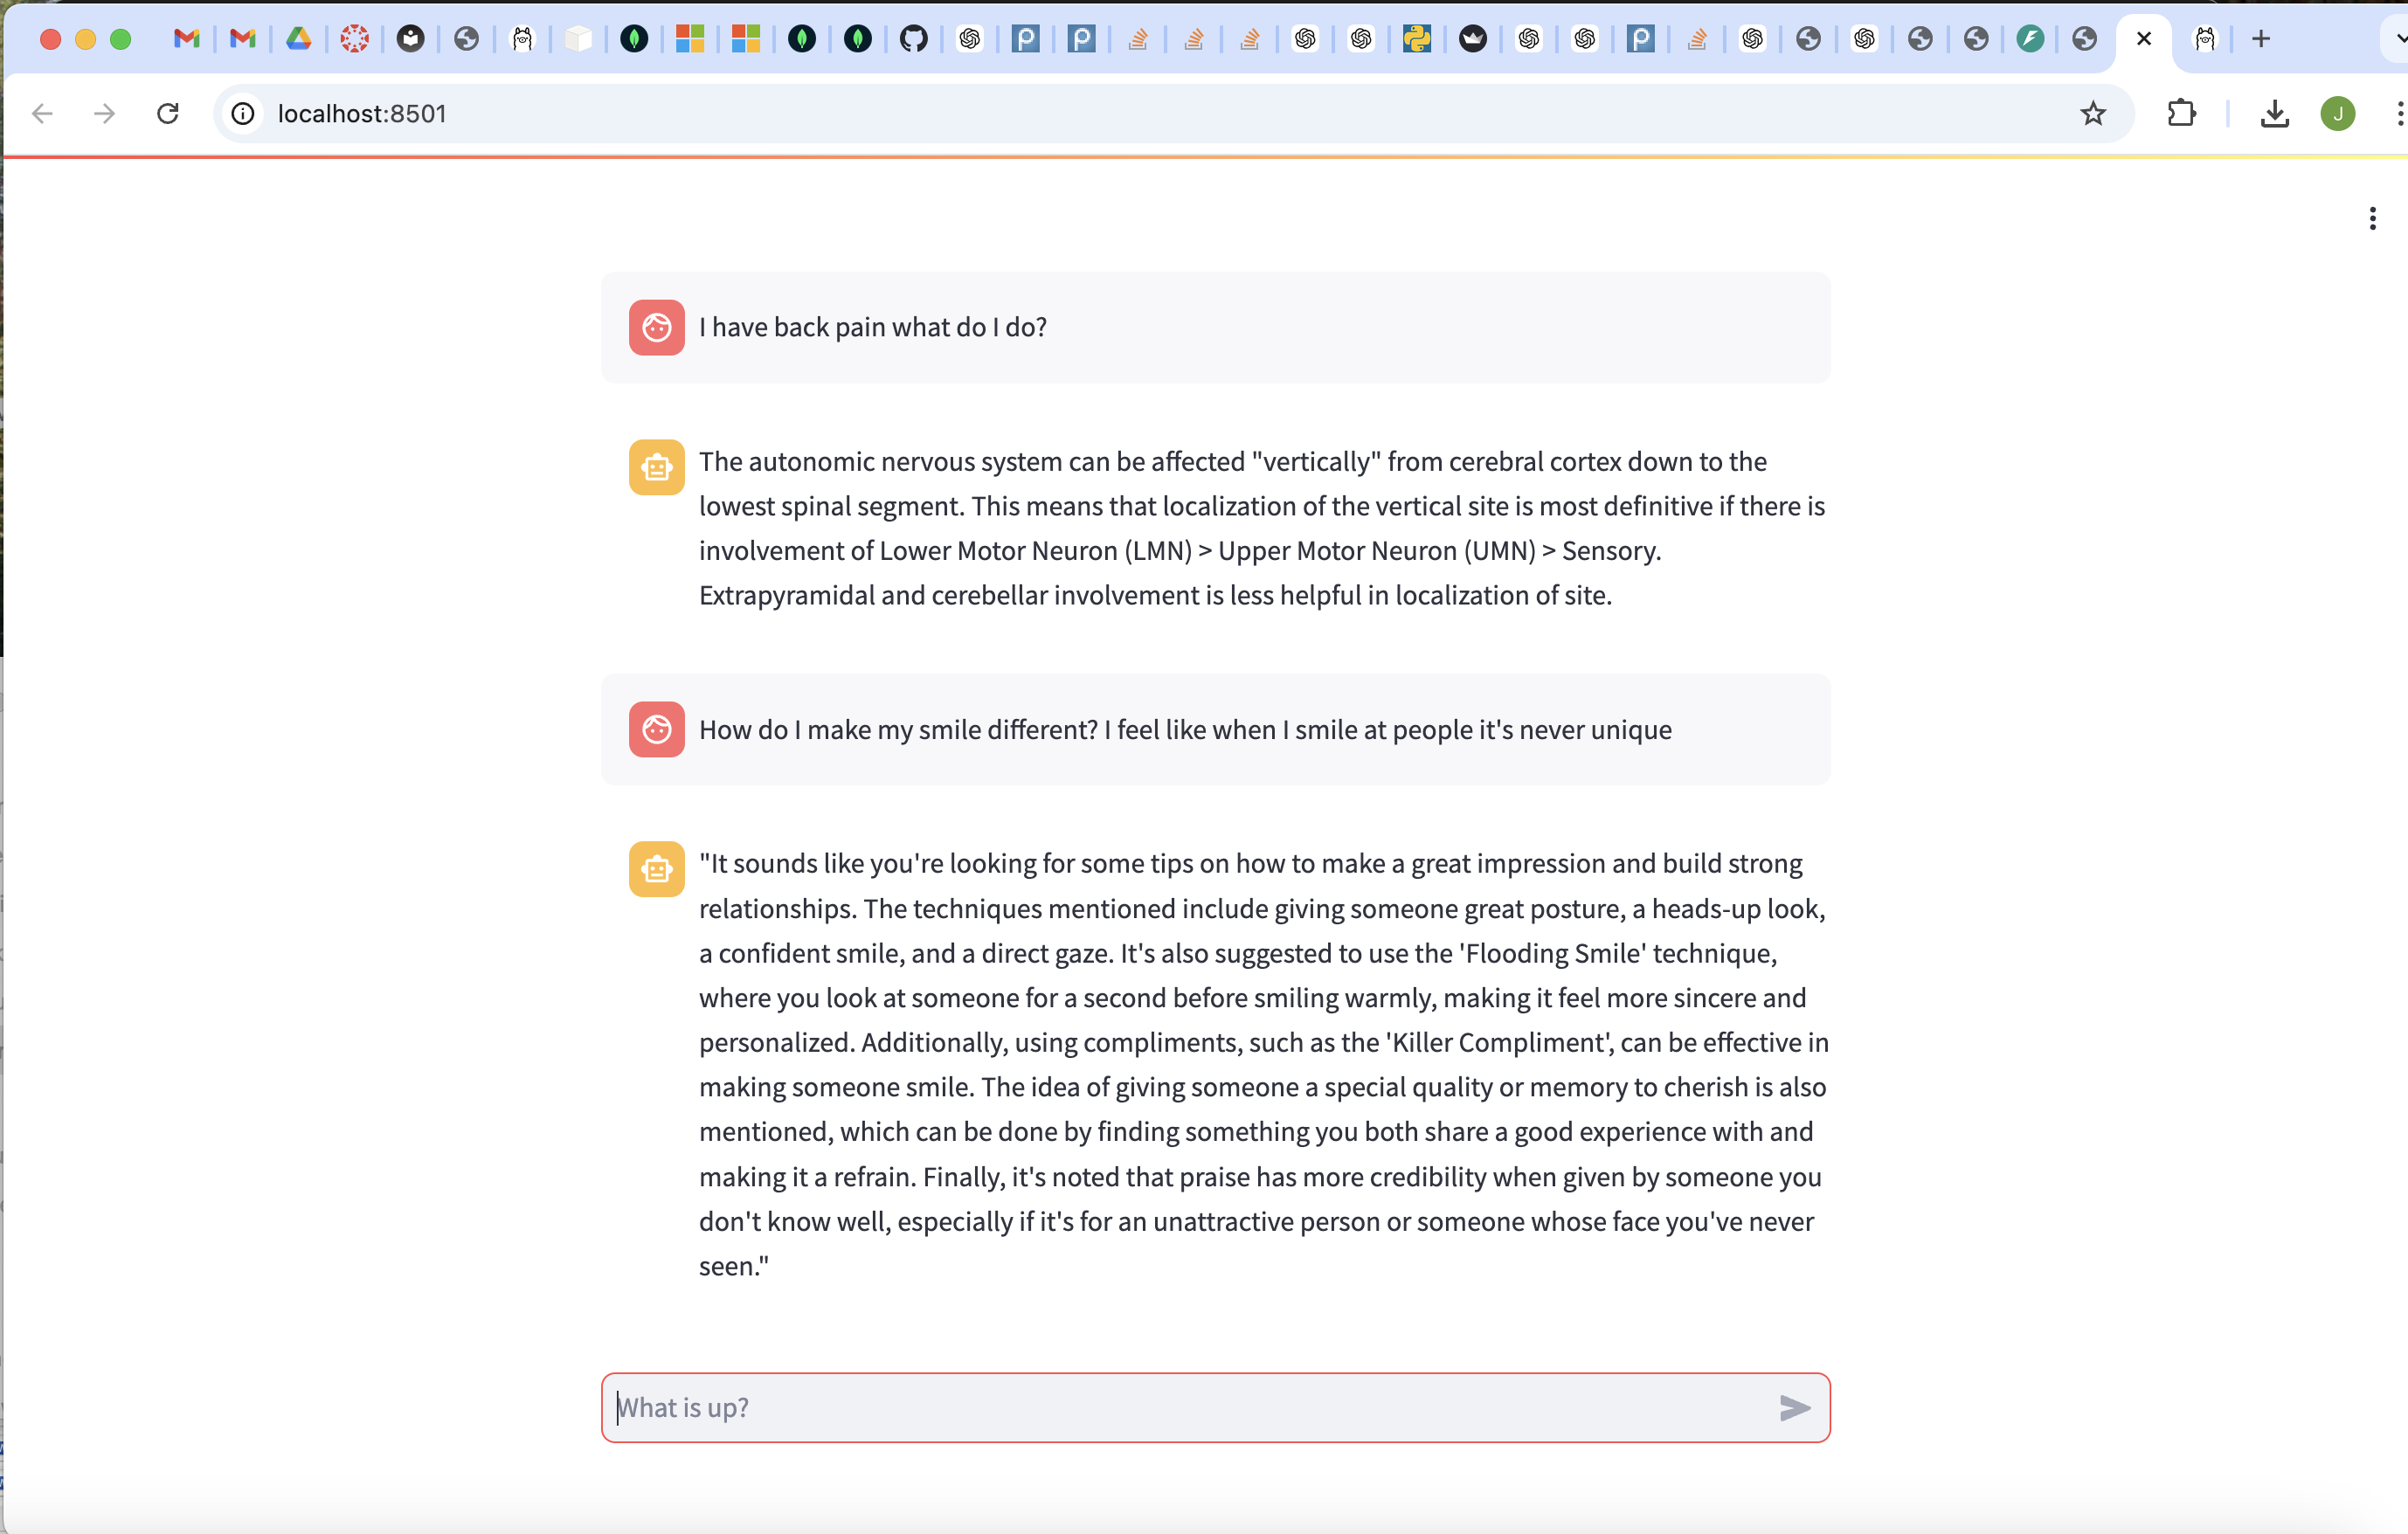 localhost:8501
J
I have back pain what do I do?
The autonomic nervous system can be affected "vertically" from cerebral cortex down to the
lowest spinal segment. This means that localization of the vertical site is most definitive if there is
involvement of Lower Motor Neuron (LMN) > Upper Motor Neuron (UMN) > Sensory.
Extrapyramidal and cerebellar involvement is less helpful in localization of site.
How do I make my smile different? I feel like when I smile at people it's never unique
"It sounds like you're looking for some tips on how to make a great impression and build strong
relationships. The techniques mentioned include giving someone great posture, a heads-up look,
a confident smile, and a direct gaze. It's also suggested to use the 'Flooding Smile' technique,
where you look at someone for a second before smiling warmly, making it feel more sincere and
personalized. Additionally, using compliments, such as the 'Killer Compliment', can be effective in
making someone smile. The idea of giving someone a special quality or memory to cherish is also
mentioned, which can be done by finding something you both share a good experience with and
making it a refrain. Finally, it's noted that praise has more credibility when given by someone you
don't know well, especially if it's for an unattractive person or someone whose face you've never
seen."
What is up?